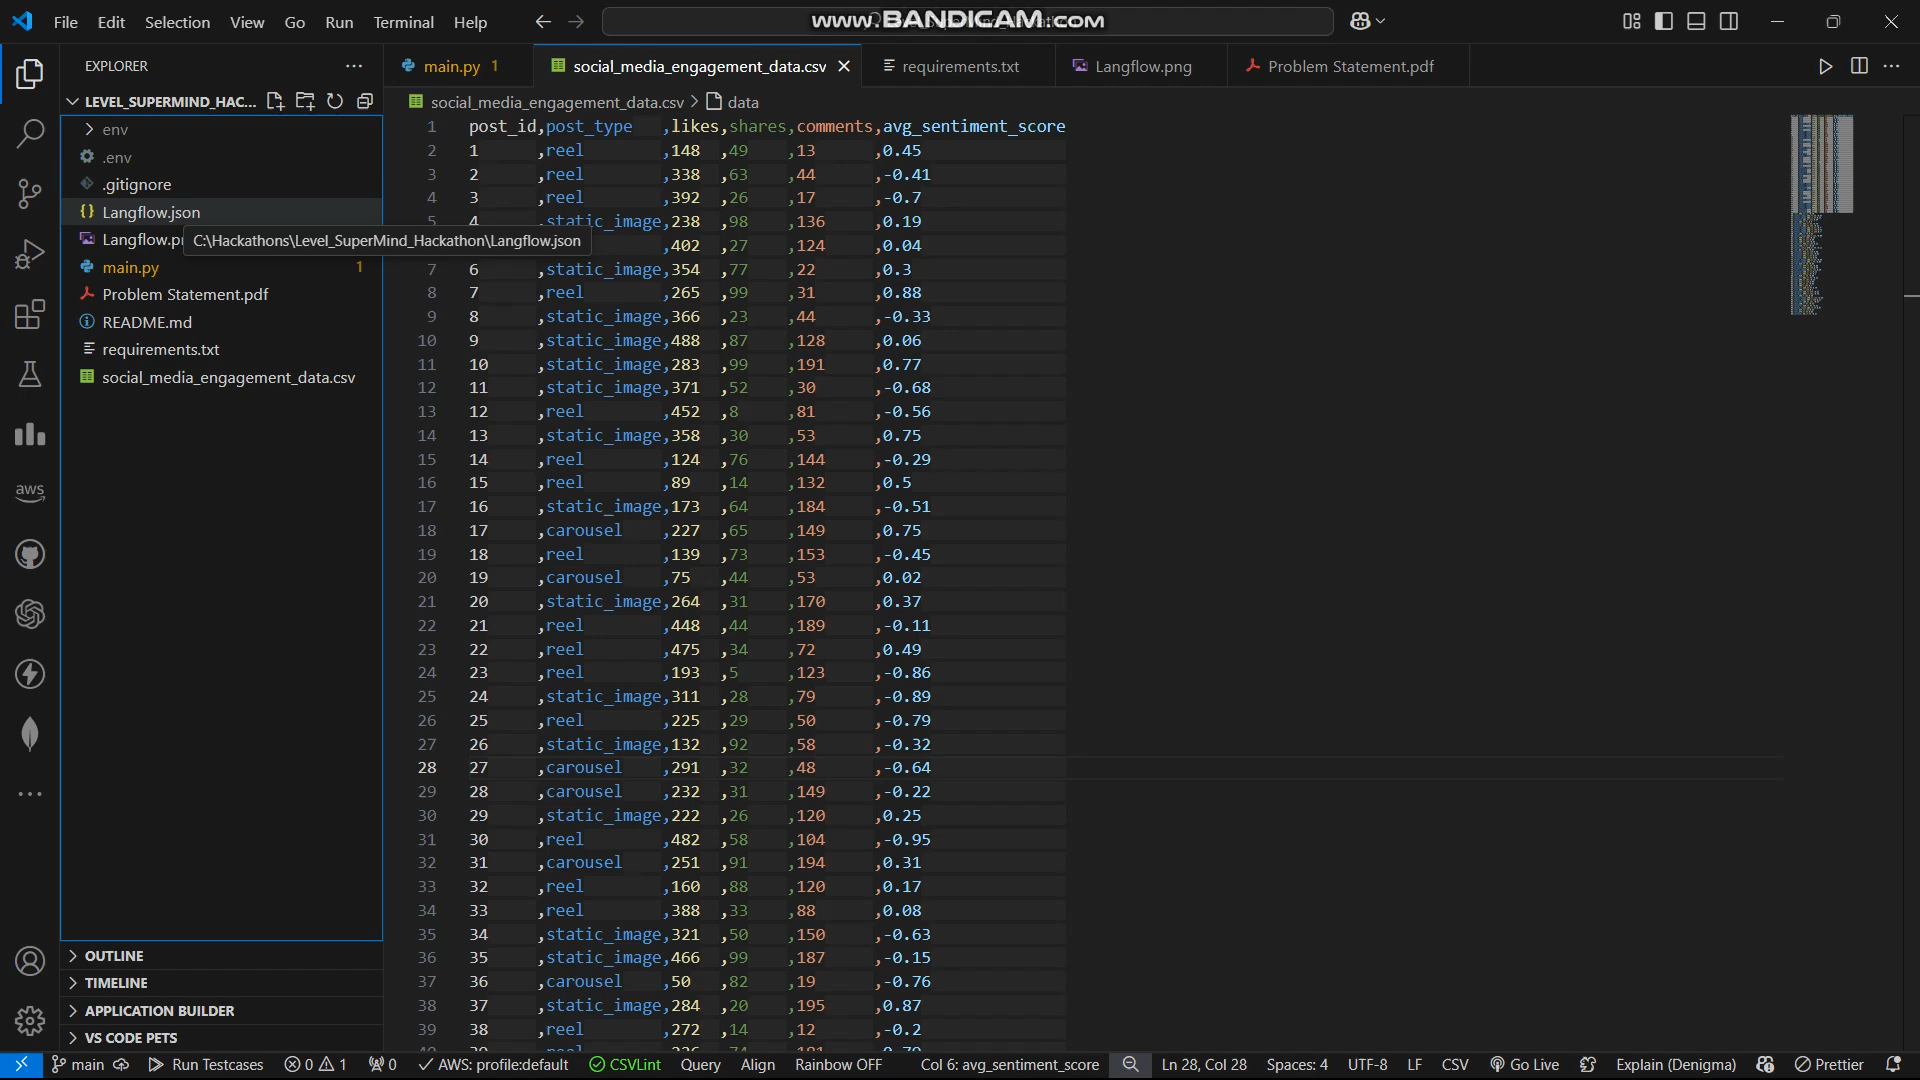 File Edit Selection View Go Run Terminal Help
www.BANDICAM.com
EXPLORER
main.py 1
social_media_engagement_data.csv
requirements.txt
Langflow.png
Problem Statement.pdf
LEVEL_SUPERMIND_HAC...
social_media_engagement_data.csv > data
env
.env
.gitignore
Langflow.json
C:\Hackathons\Level_SuperMind_Hackathon\Langflow.json
main.py 1
Problem Statement.pdf
README.md
requirements.txt
social_media_engagement_data.csv
OUTLINE
TIMELINE
APPLICATION BUILDER
VS CODE PETS
aws
1 post_id,post_type ,likes,shares,comments,avg_sentiment_score
2 1 ,reel ,148 ,49 ,13 ,0.45
3 2 ,reel ,338 ,63 ,44 ,-0.41
4 3 ,reel ,392 ,26 ,17 ,-0.7
5 4 ,static_image,238 ,98 ,136 ,0.19
,402 ,27 ,124 ,0.04
7 6 ,static_image,354 ,77 ,22 ,0.3
8 7 ,reel ,265 ,99 ,31 ,0.88
9 8 ,static_image,366 ,23 ,44 ,-0.33
10 9 ,static_image,488 ,87 ,128 ,0.06
11 10 ,static_image,283 ,99 ,191 ,0.77
12 11 ,static_image,371 ,52 ,30 ,-0.68
13 12 ,reel ,452 ,8 ,81 ,-0.56
14 13 ,static_image,358 ,30 ,53 ,0.75
15 14 ,reel ,124 ,76 ,144 ,-0.29
16 15 ,reel ,89 ,14 ,132 ,0.5
17 16 ,static_image,173 ,64 ,184 ,-0.51
18 17 ,carousel ,227 ,65 ,149 ,0.75
19 18 ,reel ,139 ,73 ,153 ,-0.45
20 19 ,carousel ,75 ,44 ,53 ,0.02
21 20 ,static_image,264 ,31 ,170 ,0.37
22 21 ,reel ,448 ,44 ,189 ,-0.11
23 22 ,reel ,475 ,34 ,72 ,0.49
24 23 ,reel ,193 ,5 ,123 ,-0.86
25 24 ,static_image,311 ,28 ,79 ,-0.89
26 25 ,reel ,225 ,29 ,50 ,-0.79
27 26 ,static_image,132 ,92 ,58 ,-0.32
28 27 ,carousel ,291 ,32 ,48 ,-0.64
29 28 ,carousel ,232 ,31 ,149 ,-0.22
30 29 ,static_image,222 ,26 ,120 ,0.25
31 30 ,reel ,482 ,58 ,104 ,-0.95
32 31 ,carousel ,251 ,91 ,194 ,0.31
33 32 ,reel ,160 ,88 ,120 ,0.17
34 33 ,reel ,388 ,33 ,88 ,0.08
35 34 ,static_image,321 ,50 ,150 ,-0.63
36 35 ,static_image,466 ,99 ,187 ,-0.15
37 36 ,carousel ,50 ,82 ,19 ,-0.76
38 37 ,static_image,284 ,20 ,195 ,0.87
39 38 ,reel ,272 ,14 ,12 ,-0.2
main Run Testcases 0 1 0 AWS: profile:default CSVLint Query Align Rainbow OFF Col 6: avg_sentiment_score Ln 28, Col 28 Spaces: 4 UTF-8 LF CSV Go Live Explain (Denigma) Prettier